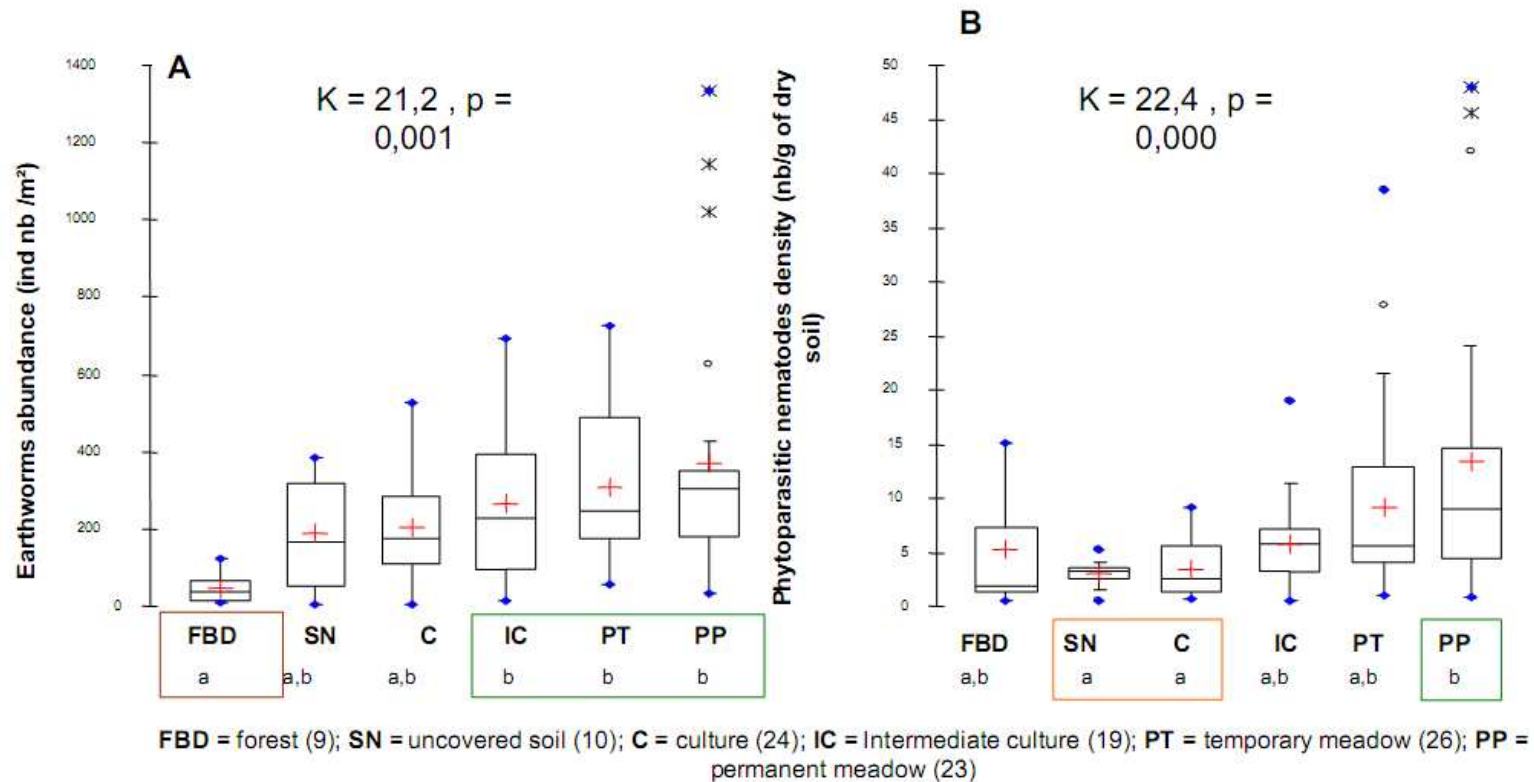 A
Earthworms abundance (ind nb /m²)
1400
1200
1000
800
600
400
200
0
K = 21,2 , p =
0,001
FBD SN C IC PT PP
a a,b a,b b b b
B
Phytoparasitic nematodes density (nb/g of dry
soil)
50
45
40
35
30
25
20
15
10
5
0
K = 22,4 , p =
0,000
FBD SN C IC PT PP
a,b a a a,b a,b b
FBD = forest (9); SN = uncovered soil (10); C = culture (24); IC = Intermediate culture (19); PT = temporary meadow (26); PP =
permanent meadow (23)